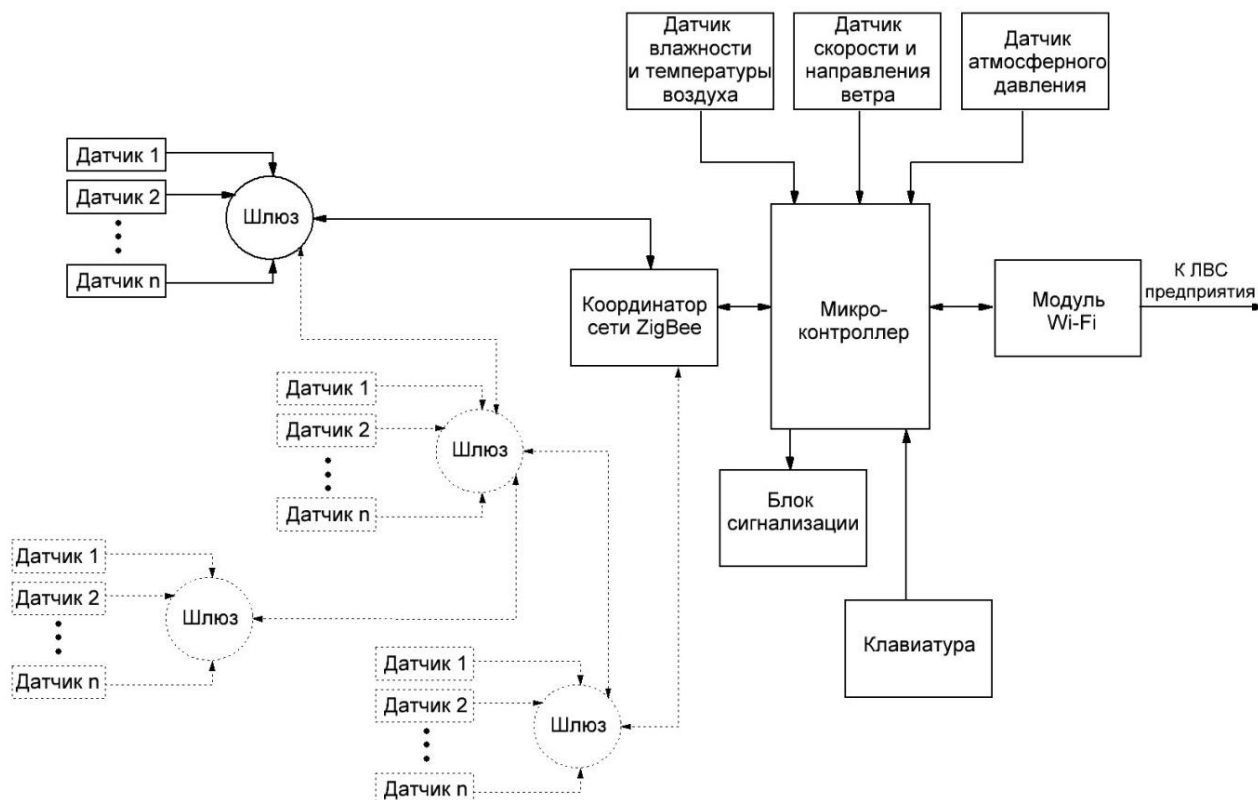 Датчик
влажности
и температуры
воздуха
Датчик
скорости и
направления
ветра
Датчик
атмосферного
давления
Датчик 1
Датчик 2
Датчик n
Шлюз
Координатор
сети ZigBee
Микро-
контроллер
Модуль
Wi-Fi
К ЛВС
предприятия
Датчик 1
Датчик 2
Датчик n
Шлюз
Блок
сигнализации
Датчик 1
Датчик 2
Датчик n
Шлюз
Клавиатура
Датчик 1
Датчик 2
Датчик n
Шлюз